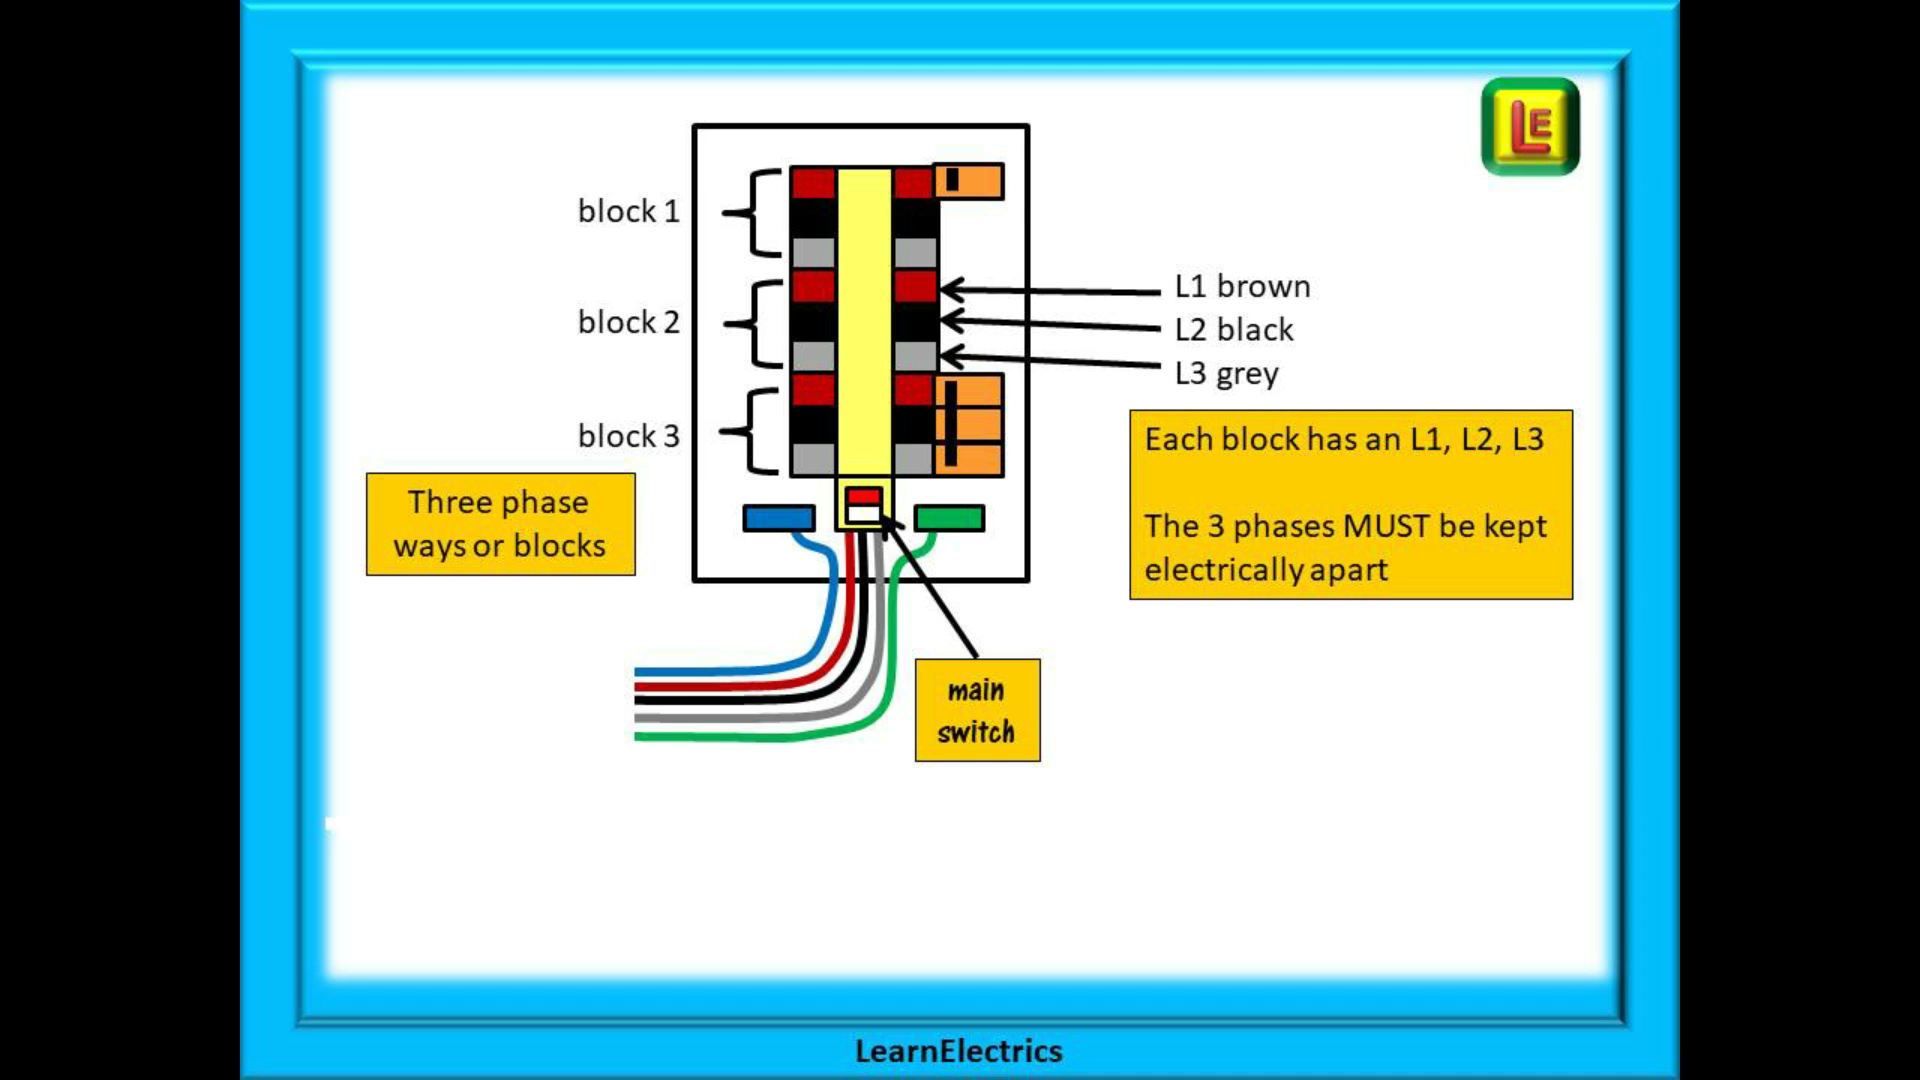 LE
block 1
block 2
block 3
L1 brown
L2 black
L3 grey
Three phase
ways or blocks
Each block has an L1, L2, L3
The 3 phases MUST be kept
electrically apart
main
switch
LearnElectrics